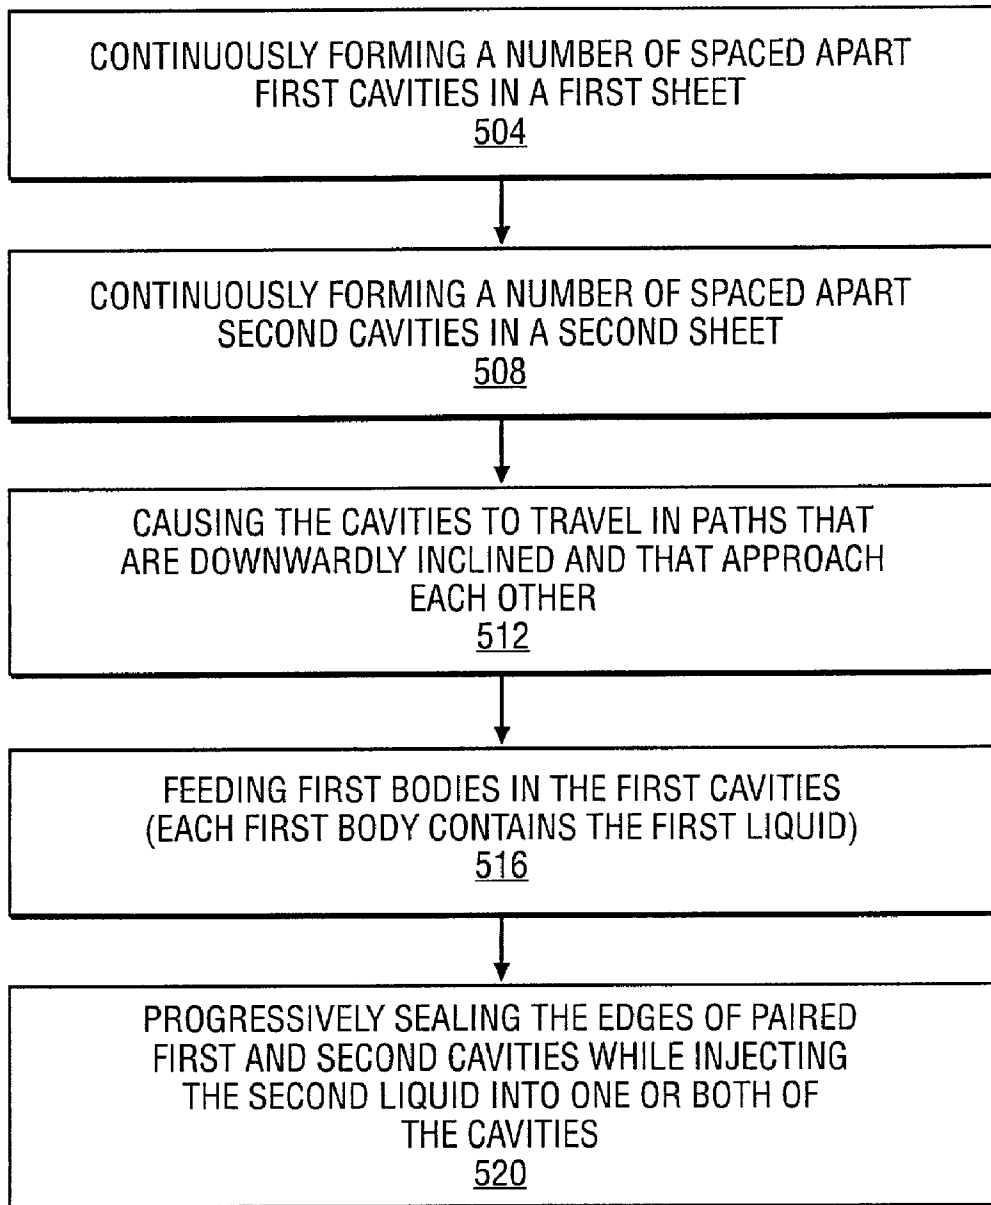 CONTINUOUSLY FORMING A NUMBER OF SPACED APART
FIRST CAVITIES IN A FIRST SHEET
504
CONTINUOUSLY FORMING A NUMBER OF SPACED APART
SECOND CAVITIES IN A SECOND SHEET
508
CAUSING THE CAVITIES TO TRAVEL IN PATHS THAT
ARE DOWNWARDLY INCLINED AND THAT APPROACH
EACH OTHER
512
FEEDING FIRST BODIES IN THE FIRST CAVITIES
(EACH FIRST BODY CONTAINS THE FIRST LIQUID)
516
PROGRESSIVELY SEALING THE EDGES OF PAIRED
FIRST AND SECOND CAVITIES WHILE INJECTING
THE SECOND LIQUID INTO ONE OR BOTH OF
THE CAVITIES
520